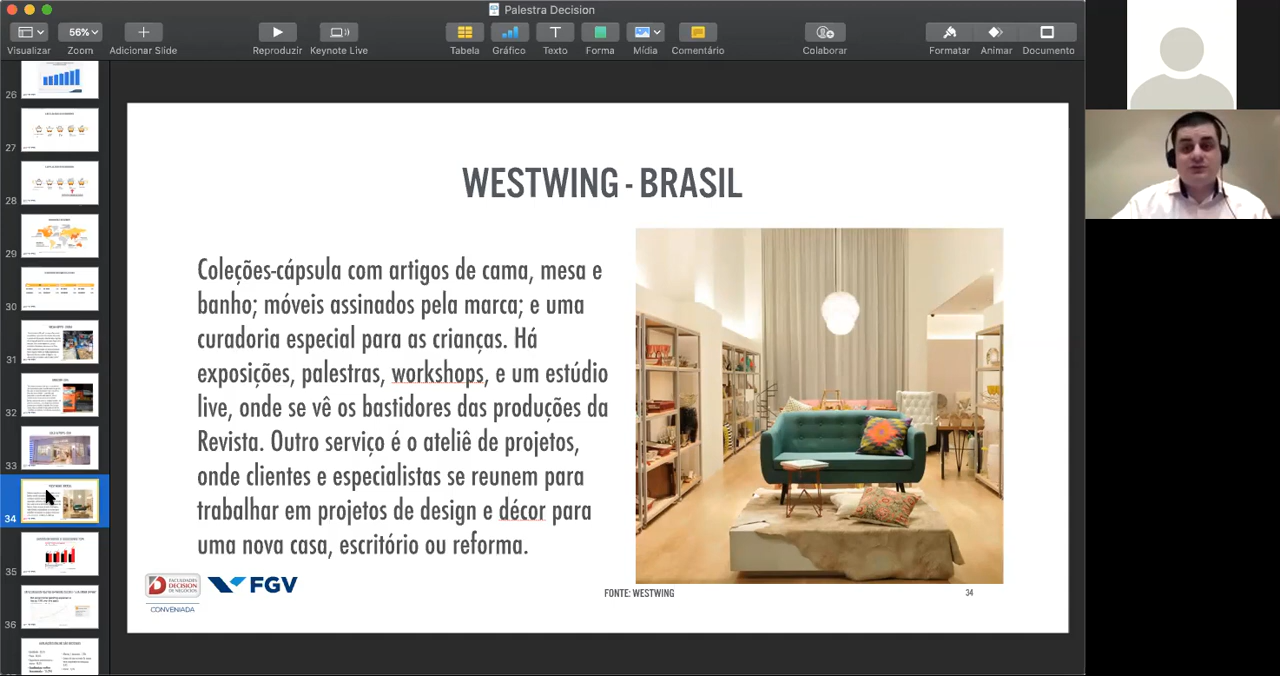 Palestra Decision
56%
Visualizar
Zoom
Adicionar Slide
Reproduzir
Keynote Live
Tabela
Gráfico
Texto
Forma
Mídia
Comentário
Colaborar
Formatar
Animar
Documento
26
27
28
29
30
31
32
33
34
35
36
WESTWING - BRASIL
Coleções-cápsula com artigos de cama, mesa e
banho; móveis assinados pela marca; e uma
curadoria especial para as crianças. Há
exposições, palestras, workshops, e um estúdio
live, onde se vê os bastidores das produções da
Revista. Outro serviço é o ateliê de projetos,
onde clientes e especialistas se reunem para
trabalhar em projetos de design e décor para
uma nova casa, escritório ou reforma.
FACULDADES
DECISION
DE NEGÓCIOS
FGV
CONVENIADA
FONTE: WESTWING
34